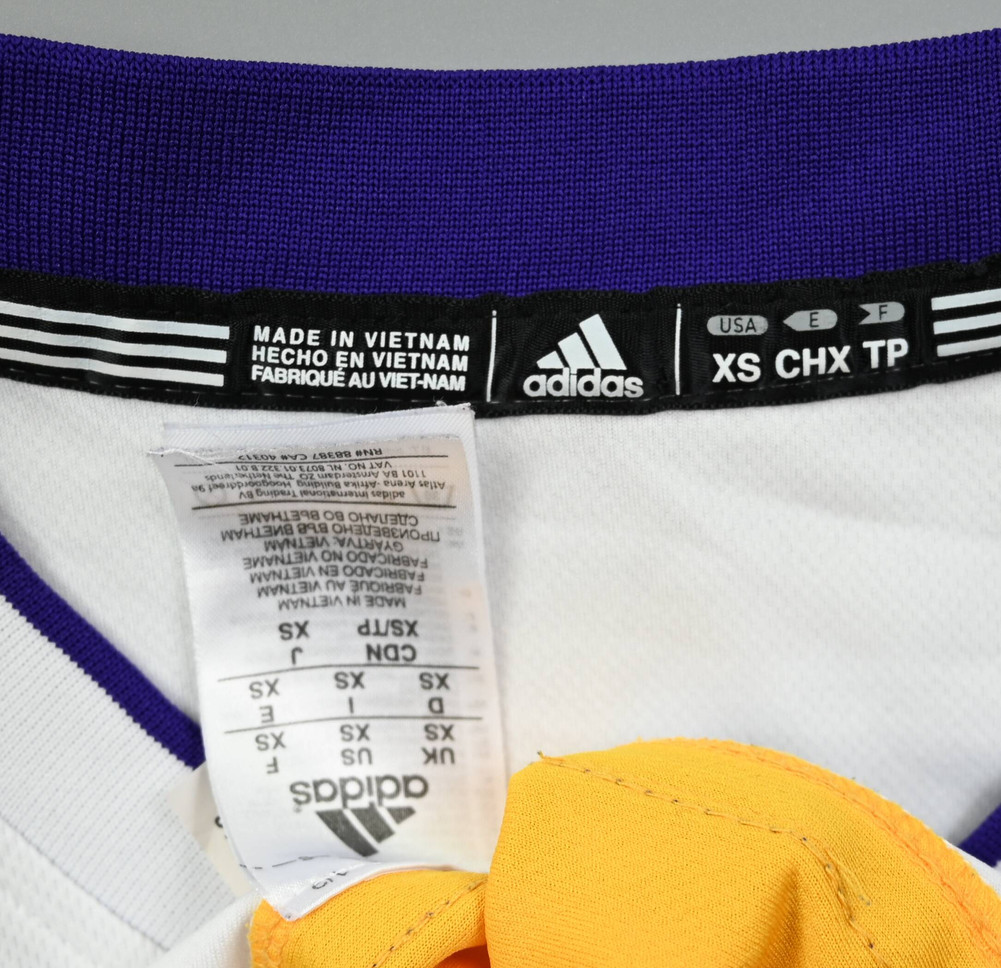 MADE IN VIETNAM
HECHO EN VIETNAM
FABRIQUÉ AU VIET-NAM
adidas
USA E F
XS CHX TP
adidas
UK US F
XS XS XS
D I E
XS XS XS
CDN J
XS/TP XS
MADE IN VIETNAM
FABRIQUÉ AU VIETNAM
FABRICADO EN VIETNAM
FABRICADO NO VIETNAME
GYÁRTVA: VIETNAM
ПРОИЗВЕДЕНО ВЪВ ВИЕТНАМ
СДЕЛАНО ВО ВЬЕТНАМЕ
adidas International Trading BV
Atlas Arena -Afrika Building, Hoogoorddreef 9a
1101 BA Amsterdam ZO The Netherlands
VAT NO. NL 8073.01.322.B.01
RN# 88387 CA# 40312